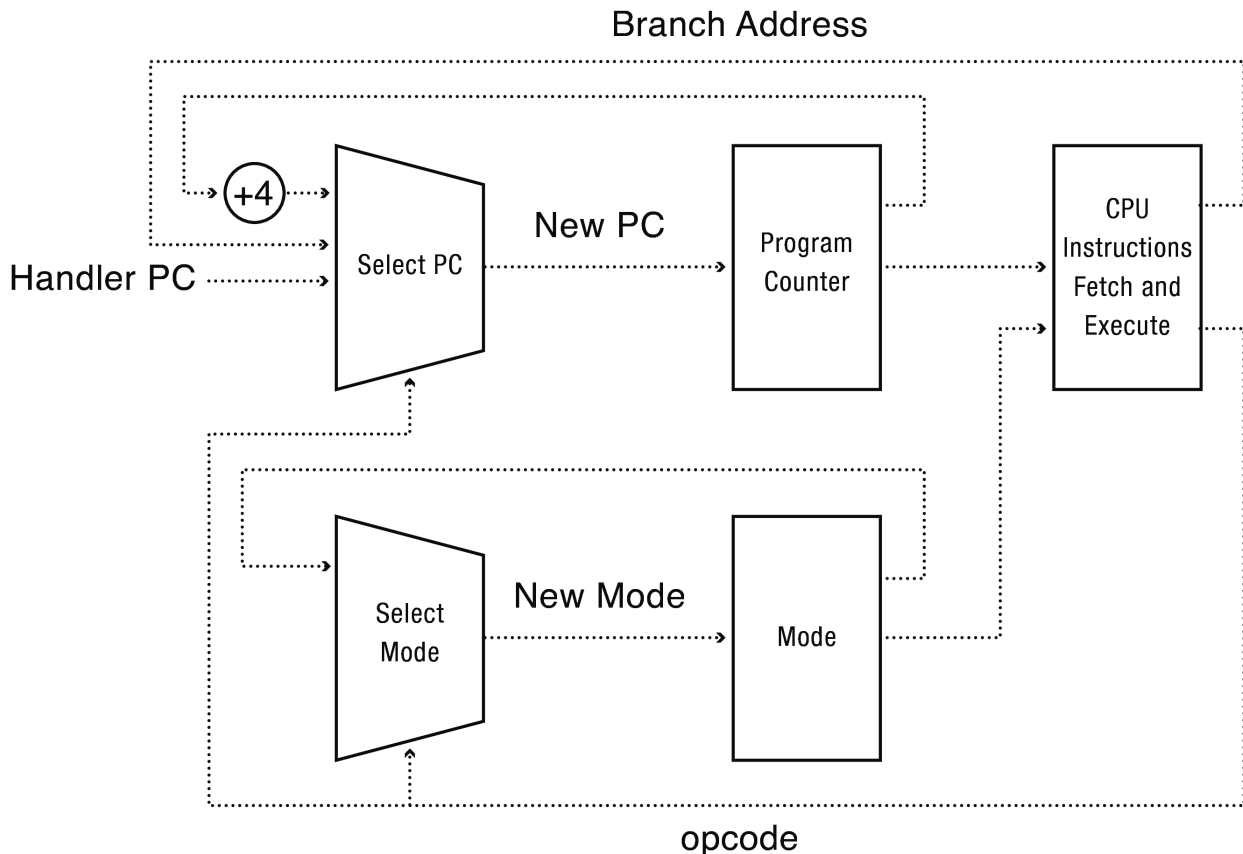 Branch Address
+4
Handler PC
Select PC
New PC
Program
Counter
CPU
Instructions
Fetch and
Execute
Select
Mode
New Mode
Mode
opcode